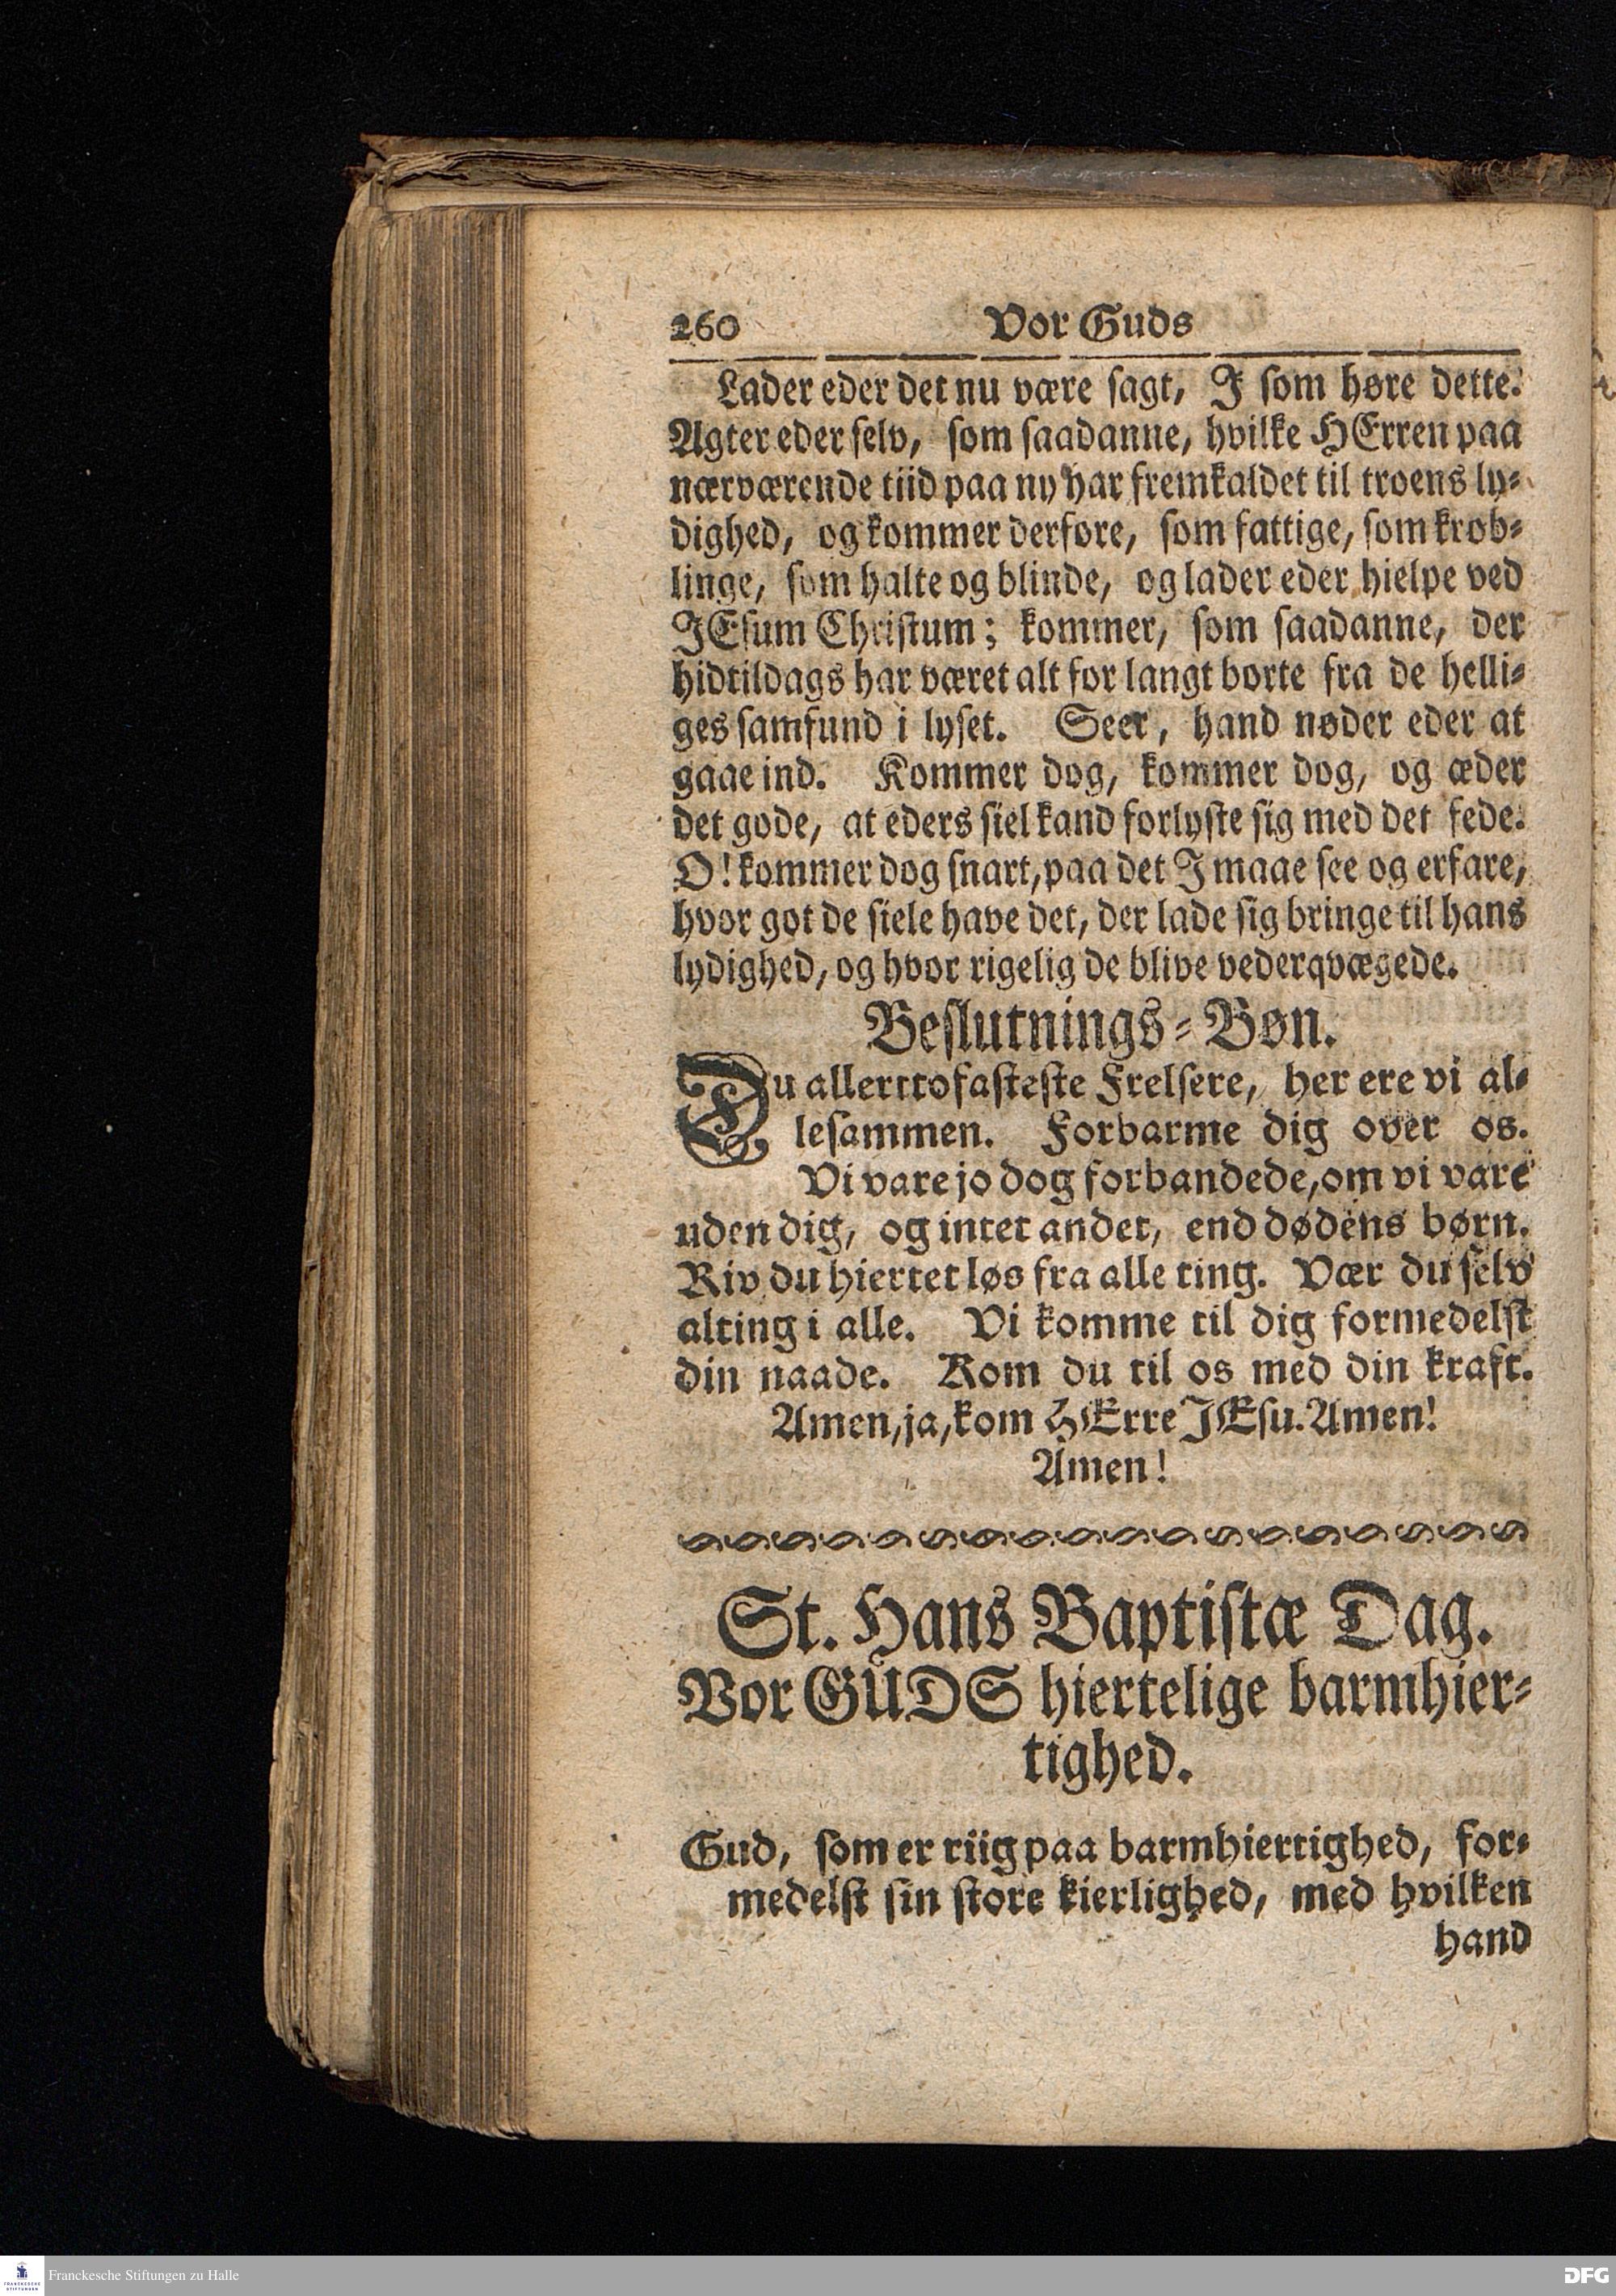 260 Vor Guds
Lader eder det nu være sagt, I som høre dette.
Agter eder selv, som saadanne, hvilke HErren paa
nærværende tiid paa ny har fremkaldet til troens ly-
dighed, og kommer derfore, som fattige, som krøb-
linge, som halte og blinde, og lader eder hielpe ved
JEsum Christum; kommer, som saadanne, der
hidtildags har været alt for langt borte fra de helli-
ges samfund i lyset. Seer, hand nøder eder at
gaae ind. Kommer dog, kommer dog, og æder
det gode, at eders siel kand forlyste sig med det fede.
O! kommer dog snart, paa det I maae see og erfare,
hvor got de siele have det, der lade sig bringe til hans
lydighed, og hvor rigelig de blive vederqvægede.
Beslutnings-Bøn.
Du allertrofasteste Frelsere, her ere vi al-
lesammen. Forbarme dig over os.
Vi vare jo dog forbandede, om vi vare
uden dig, og intet andet, end dødens børn.
Riv du hiertet løs fra alle ting. Vær du selv
alting i alle. Vi komme til dig formedelst
din naade. Kom du til os med din kraft.
Amen, ja, kom HErre JEsu. Amen!
Amen!
St. Hans Baptistæ Dag.
Vor GUDS hiertelige barmhier-
tighed.
Gud, som er riig paa barmhiertighed, for-
medelst sin store kierlighed, med hvilken
hand
FRANCKESCHE STIFTUNGEN
Franckesche Stiftungen zu Halle
DFG